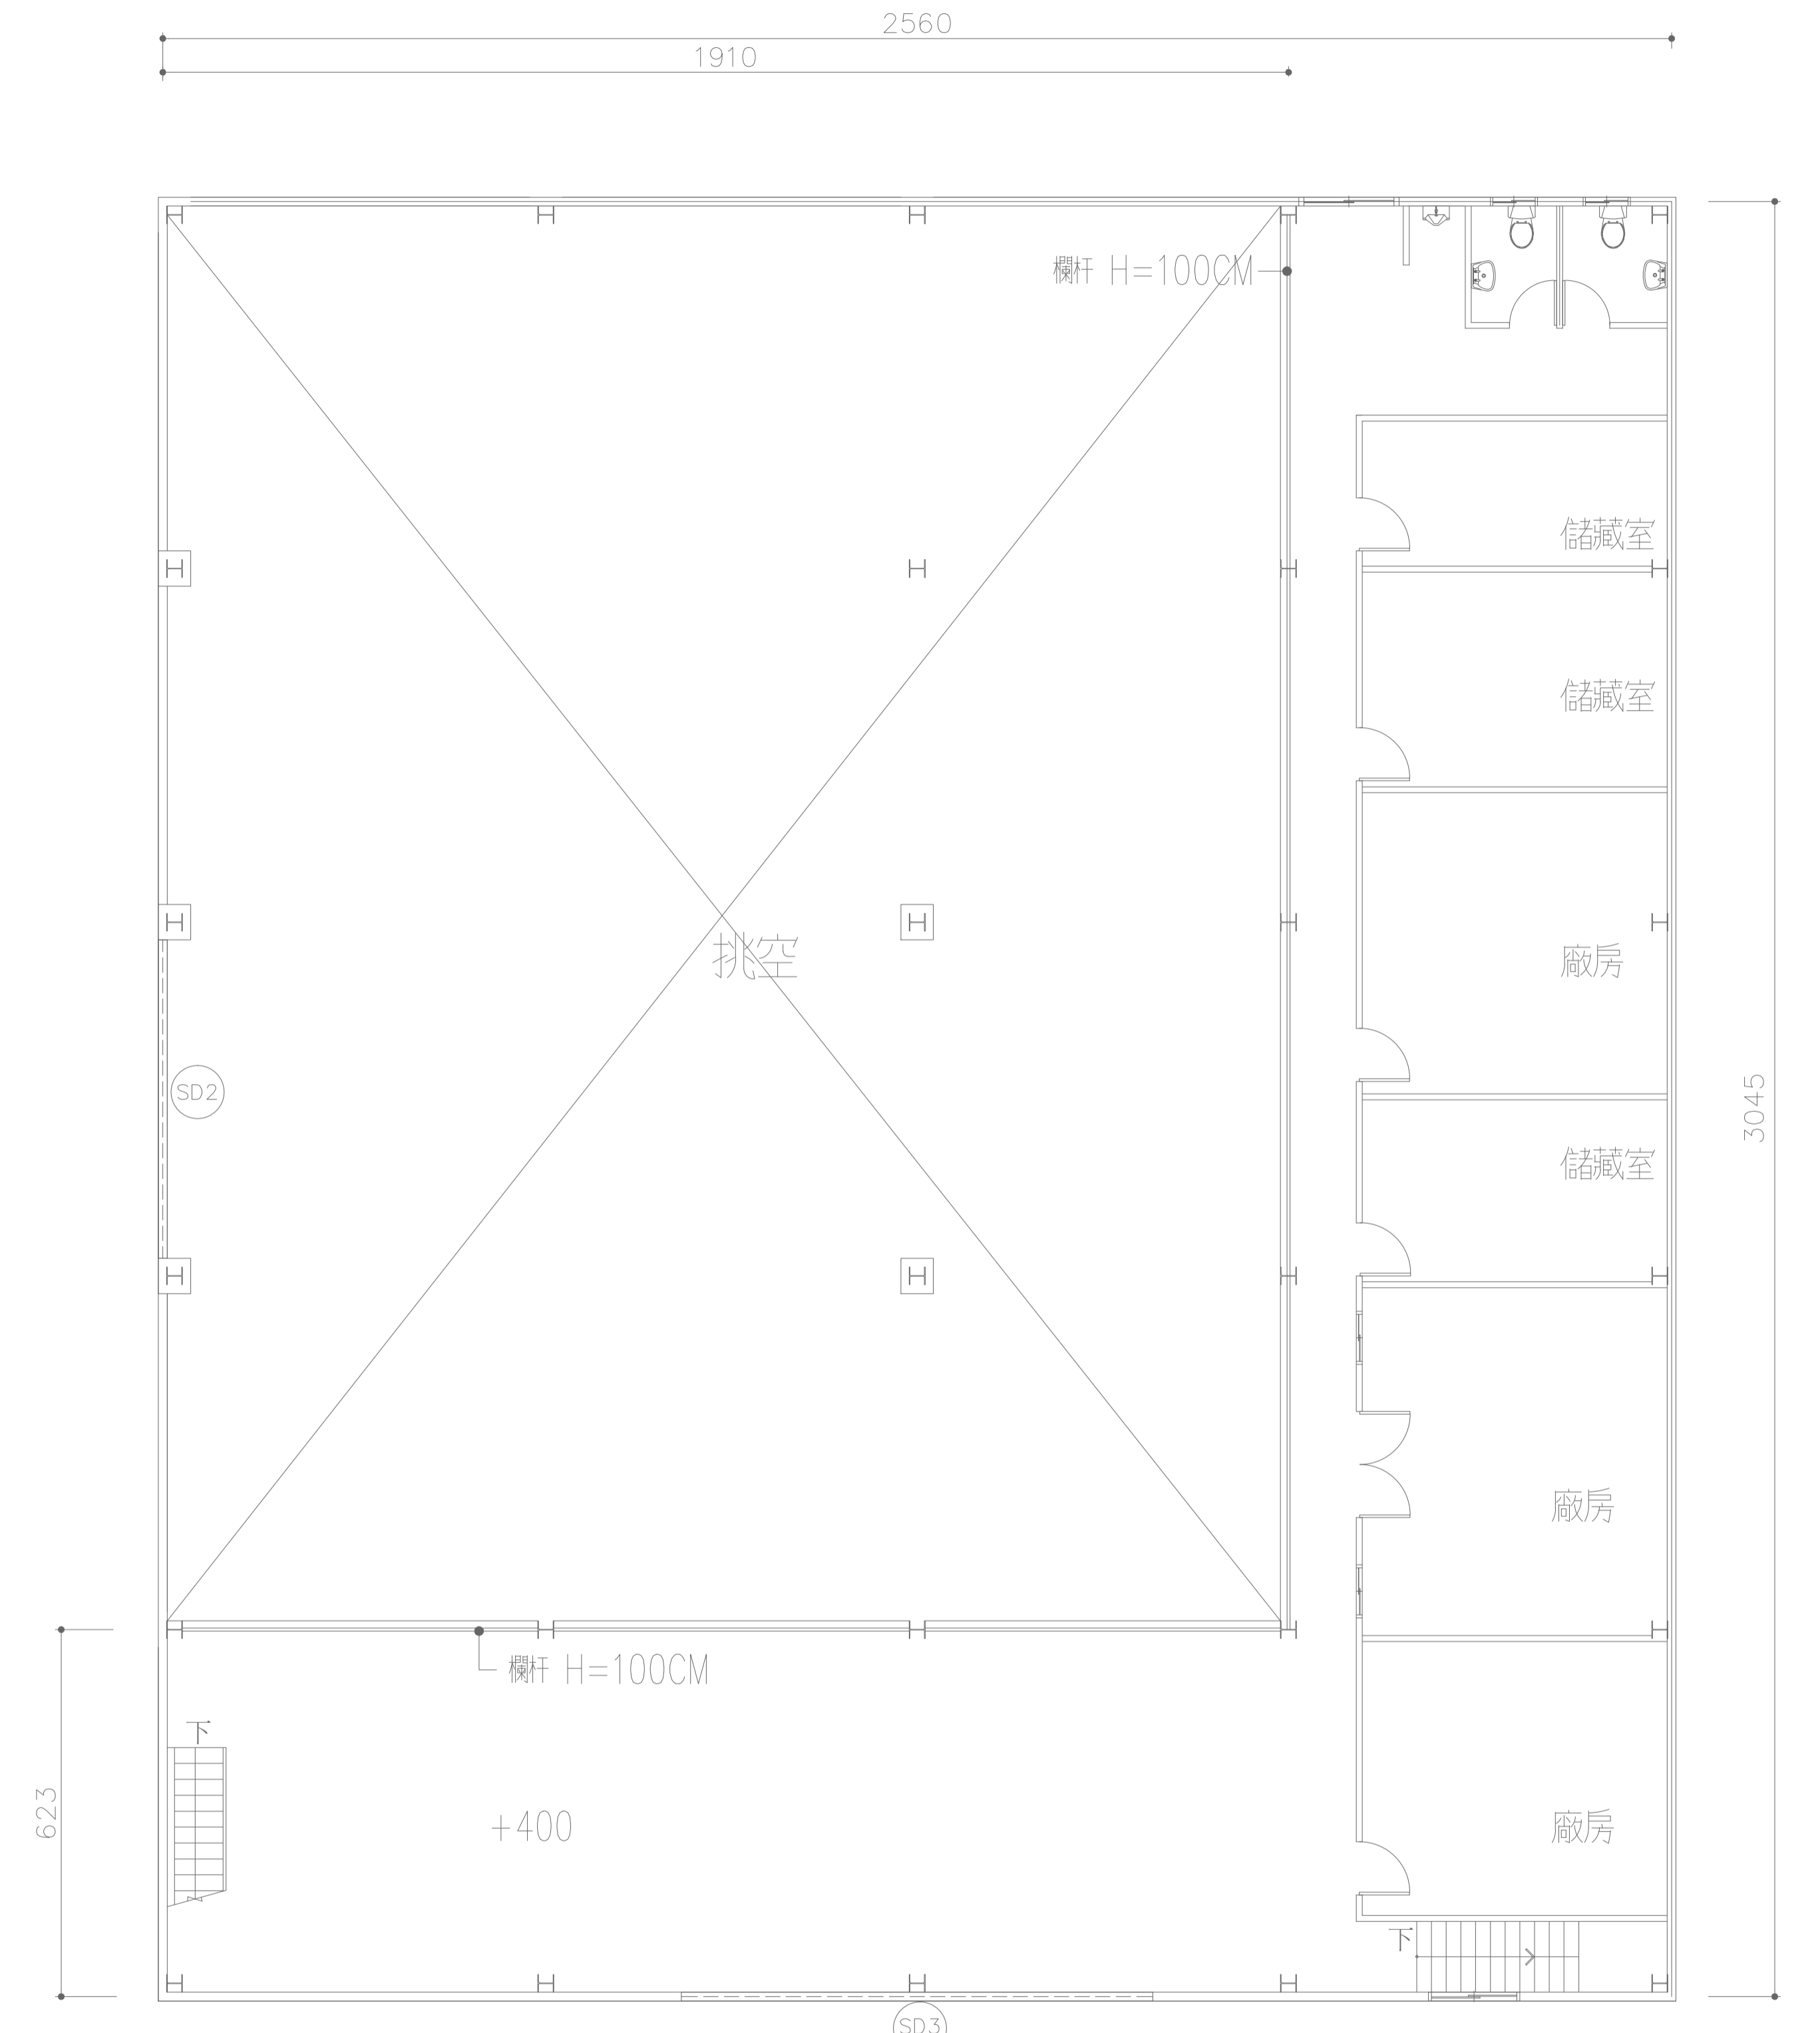 2560
1910
欄杆 H=100CM
儲藏室
儲藏室
挑空
廠房
SD2
3045
儲藏室
廠房
欄杆 H=100CM
下
623
+400
廠房
下
SD3